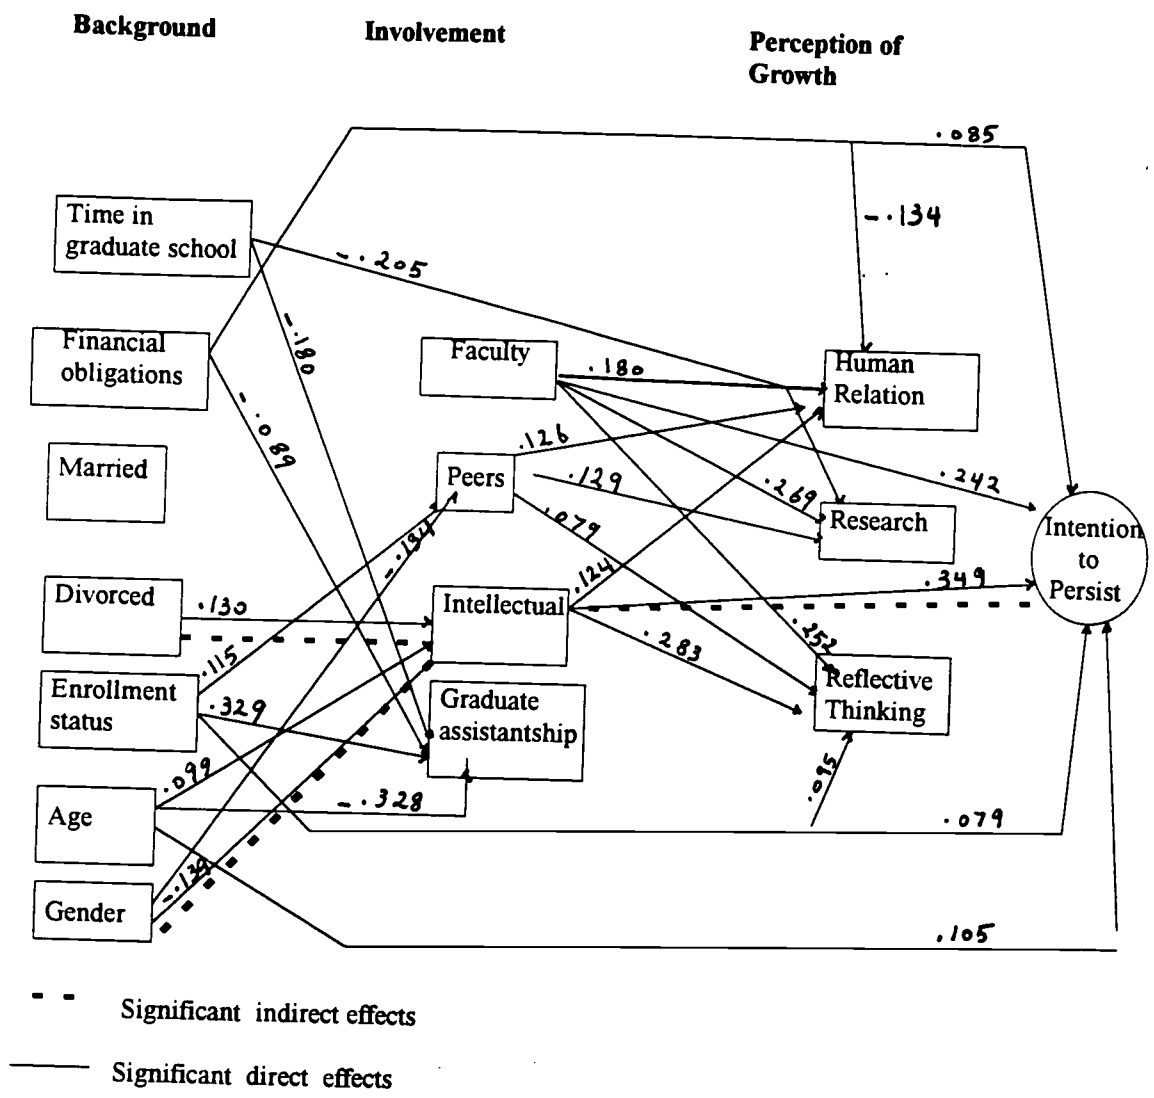 Background
Involvement
Perception of
Growth
.085
Time in
graduate school
-.134
-.205
-.180
Financial
obligations
Faculty
.180
Human
Relation
-.089
.126
Married
Peers
.129
.269
.242
Research
.079
Intention
to
Persist
-.134
.124
.349
Divorced
.130
Intellectual
.283
.252
.115
Enrollment
status
.329
Graduate
assistantship
Reflective
Thinking
.099
.095
Age
-.328
.079
Gender
.105
Significant indirect effects
Significant direct effects